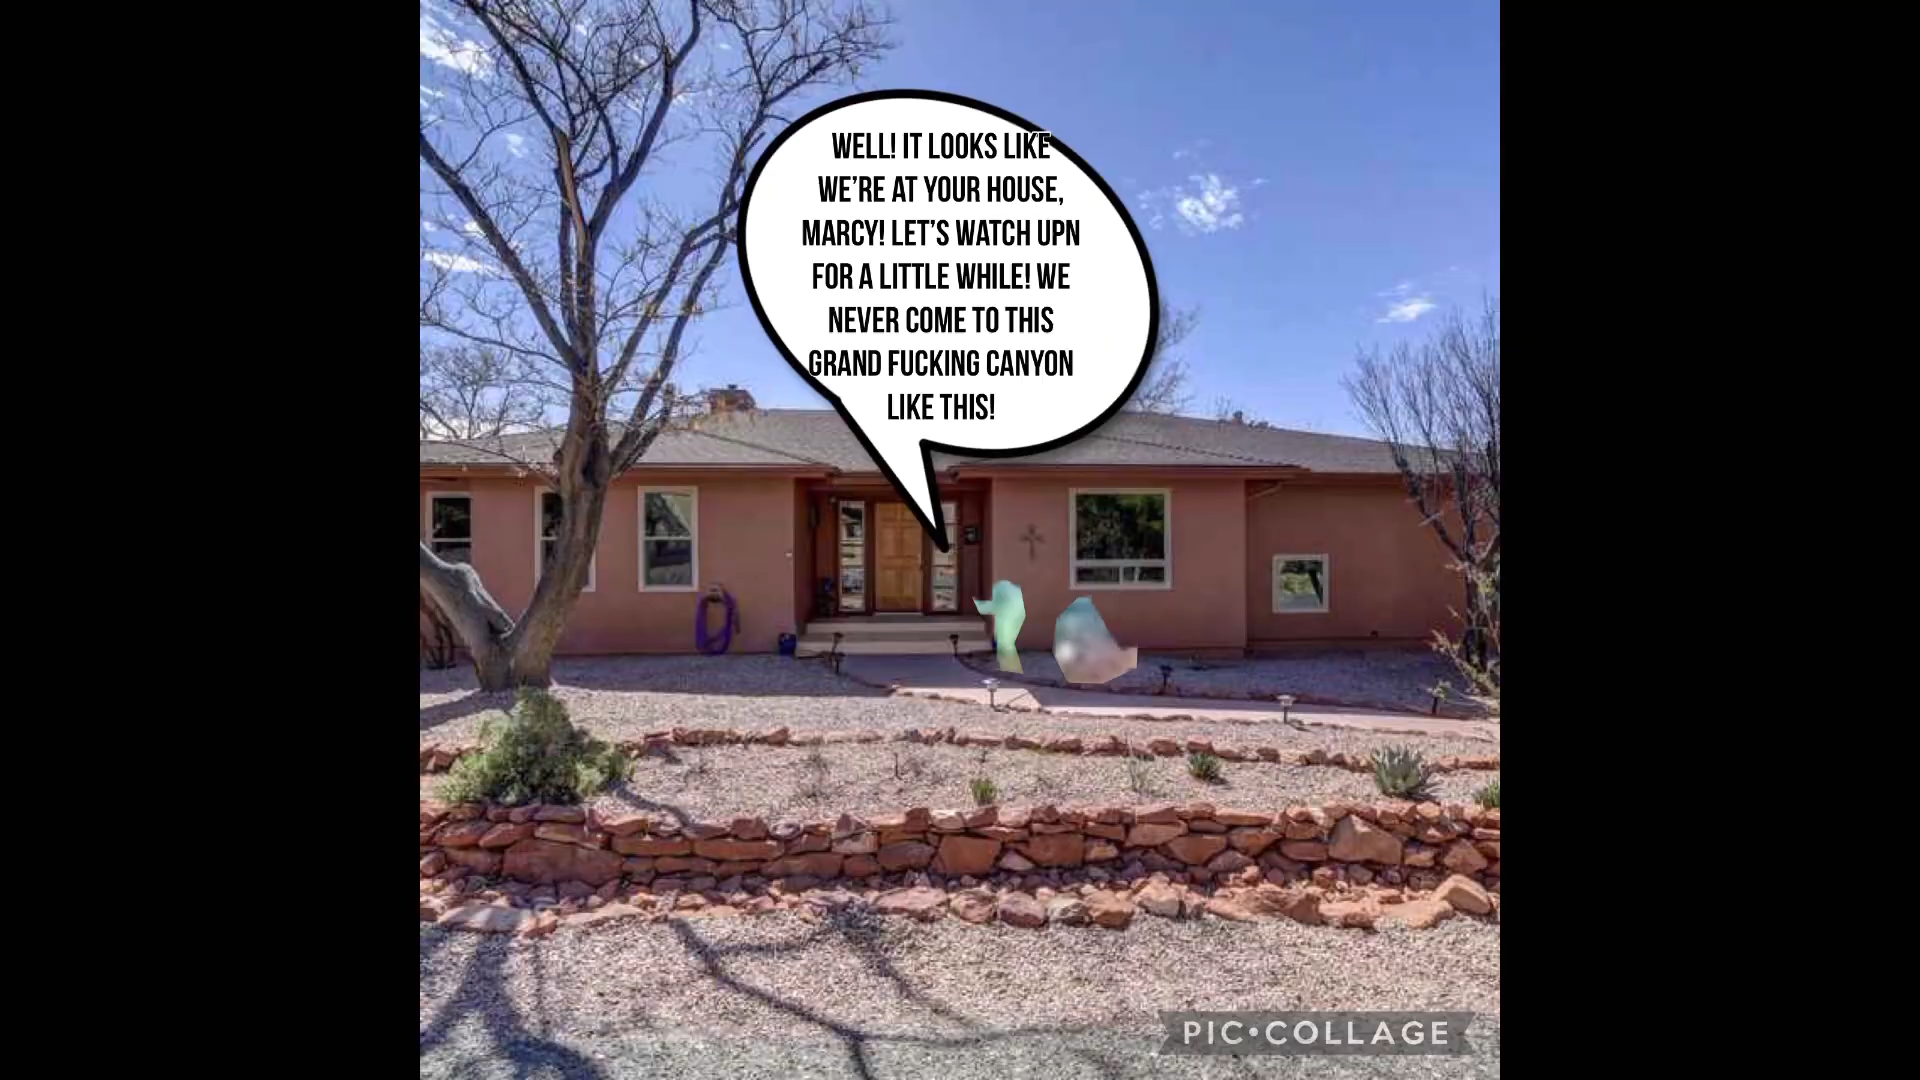 WELL! IT LOOKS LIKE
WE'RE AT YOUR HOUSE,
MARCY! LET'S WATCH UPN
FOR A LITTLE WHILE! WE
NEVER COME TO THIS
GRAND FUCKING CANYON
LIKE THIS!
PIC•COLLAGE